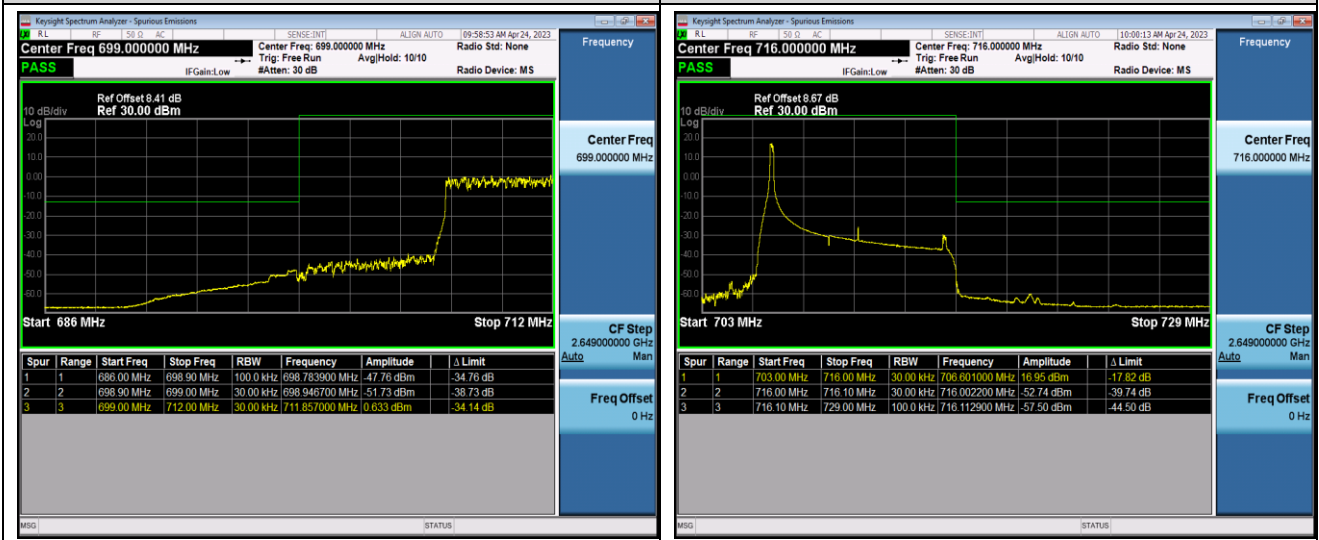 Keysight Spectrum Analyzer - Spurious Emissions
RL RF 50 Ω AC SENSE:INT ALIGN AUTO 09:58:53 AM Apr 24, 2023
Center Freq 699.000000 MHz Center Freq: 699.000000 MHz Radio Std: None
Trig: Free Run Avg|Hold: 10/10
PASS IFGain:Low #Atten: 30 dB Radio Device: MS
Frequency
Ref Offset 8.41 dB
10 dB/div Ref 30.00 dBm
Log
20.0
10.0
0.00
-10.0
-20.0
-30.0
-40.0
-50.0
-60.0
Start 686 MHz Stop 712 MHz
Center Freq
699.000000 MHz
CF Step
2.649000000 GHz
Auto Man
Freq Offset
0 Hz
Spur Range Start Freq Stop Freq RBW Frequency Amplitude Δ Limit
1 1 686.00 MHz 698.90 MHz 100.0 kHz 698.783900 MHz -47.76 dBm -34.76 dB
2 2 698.90 MHz 699.00 MHz 30.00 kHz 698.946700 MHz -51.73 dBm -38.73 dB
3 3 699.00 MHz 712.00 MHz 30.00 kHz 711.857000 MHz 0.633 dBm -34.14 dB
MSG STATUS
Keysight Spectrum Analyzer - Spurious Emissions
RL RF 50 Ω AC SENSE:INT ALIGN AUTO 10:00:13 AM Apr 24, 2023
Center Freq 716.000000 MHz Center Freq: 716.000000 MHz Radio Std: None
Trig: Free Run Avg|Hold: 10/10
PASS IFGain:Low #Atten: 30 dB Radio Device: MS
Frequency
Ref Offset 8.67 dB
10 dB/div Ref 30.00 dBm
Log
20.0
10.0
0.00
-10.0
-20.0
-30.0
-40.0
-50.0
-60.0
Start 703 MHz Stop 729 MHz
Center Freq
716.000000 MHz
CF Step
2.649000000 GHz
Auto Man
Freq Offset
0 Hz
Spur Range Start Freq Stop Freq RBW Frequency Amplitude Δ Limit
1 1 703.00 MHz 716.00 MHz 30.00 kHz 706.601000 MHz 16.95 dBm -17.82 dB
2 2 716.00 MHz 716.10 MHz 30.00 kHz 716.002200 MHz -52.74 dBm -39.74 dB
3 3 716.10 MHz 729.00 MHz 100.0 kHz 716.112900 MHz -57.50 dBm -44.50 dB
MSG STATUS